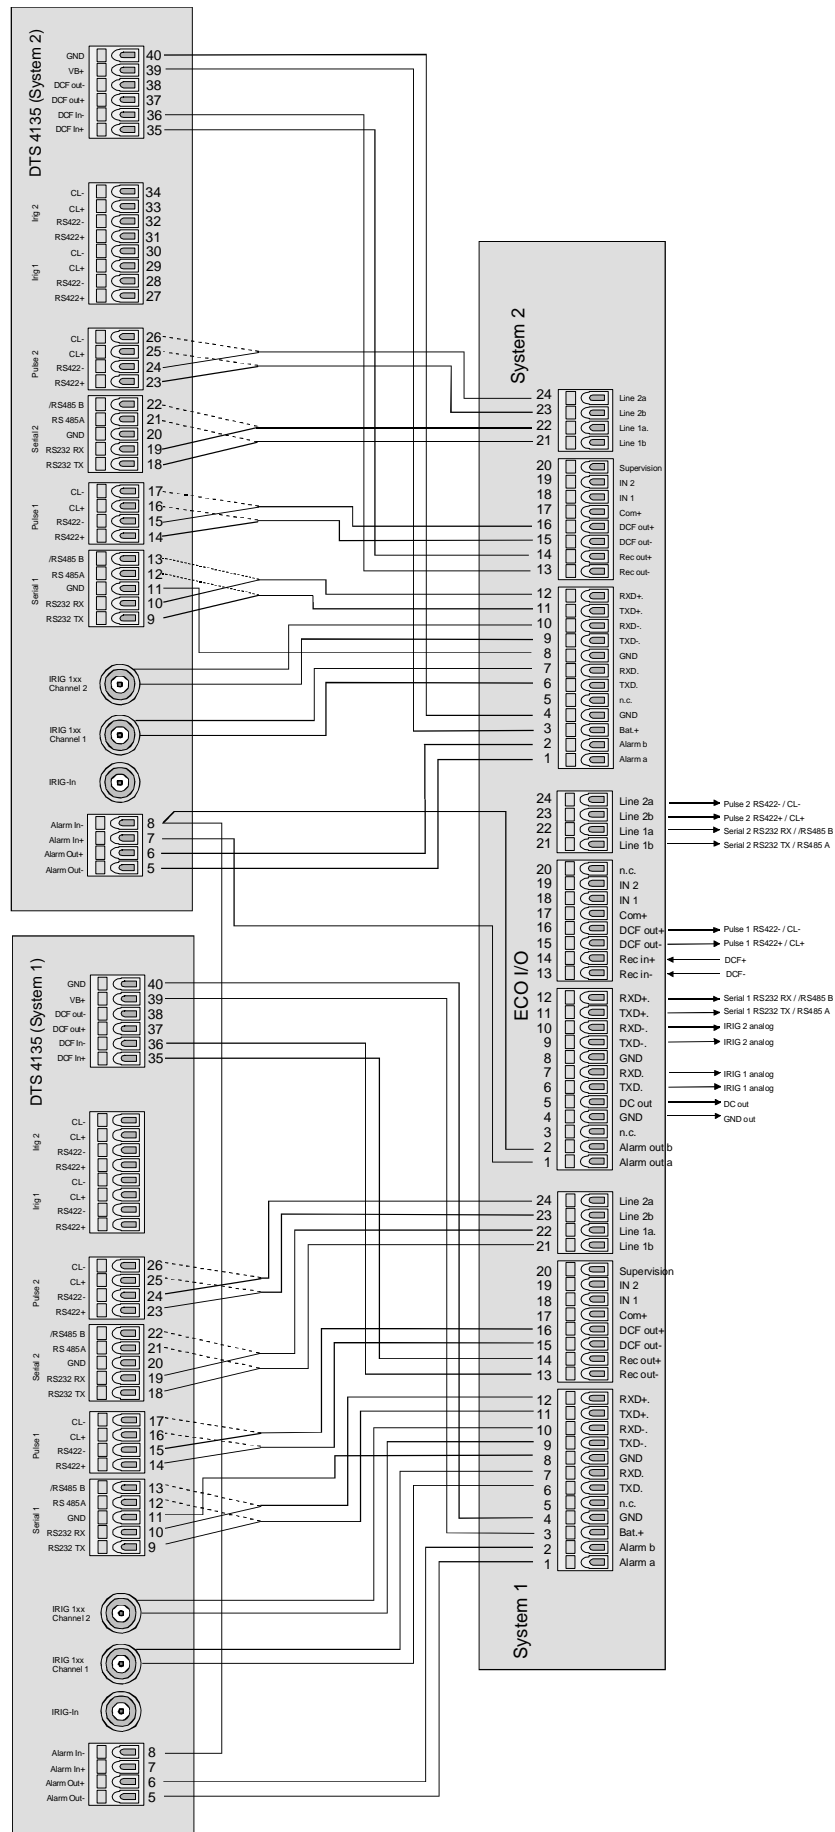 DTS 4135 (System 2)
GND 40
VB+ 39
DCF out- 38
DCF out+ 37
DCF In- 36
DCF In+ 35
Irig 2
CL- 34
CL+ 33
RS422- 32
RS422+ 31
Irig 1
CL- 30
CL+ 29
RS422- 28
RS422+ 27
Pulse 2
CL- 26
CL+ 25
RS422- 24
RS422+ 23
Serial 2
/RS485 B 22
RS 485A 21
GND 20
RS232 RX 19
RS232 TX 18
Pulse 1
CL- 17
CL+ 16
RS422- 15
RS422+ 14
Serial 1
/RS485 B 13
RS 485A 12
GND 11
RS232 RX 10
RS232 TX 9
IRIG 1xx
Channel 2
IRIG 1xx
Channel 1
IRIG-In
Alarm In- 8
Alarm In+ 7
Alarm Out+ 6
Alarm Out- 5
DTS 4135 (System 1)
GND 40
VB+ 39
DCF out- 38
DCF out+ 37
DCF In- 36
DCF In+ 35
Irig 2
CL-
CL+
RS422-
RS422+
Irig 1
CL-
CL+
RS422-
RS422+
Pulse 2
CL- 26
CL+ 25
RS422- 24
RS422+ 23
Serial 2
/RS485 B 22
RS 485A 21
GND 20
RS232 RX 19
RS232 TX 18
Pulse 1
CL- 17
CL+ 16
RS422- 15
RS422+ 14
Serial 1
/RS485 B 13
RS 485A 12
GND 11
RS232 RX 10
RS232 TX 9
IRIG 1xx
Channel 2
IRIG 1xx
Channel 1
IRIG-In
Alarm In- 8
Alarm In+ 7
Alarm Out+ 6
Alarm Out- 5
System 2
24 Line 2a
23 Line 2b
22 Line 1a.
21 Line 1b
20 Supervision
19 IN 2
18 IN 1
17 Com+
16 DCF out+
15 DCF out-
14 Rec out+
13 Rec out-
12 RXD+.
11 TXD+.
10 RXD-.
9 TXD-.
8 GND
7 RXD.
6 TXD.
5 n.c.
4 GND
3 Bat.+
2 Alarm b
1 Alarm a
ECO I/O
24 Line 2a Pulse 2 RS422- / CL-
23 Line 2b Pulse 2 RS422+ / CL+
22 Line 1a Serial 2 RS232 RX / /RS485 B
21 Line 1b Serial 2 RS232 TX / RS485 A
20 n.c.
19 IN 2
18 IN 1
17 Com+
16 DCF out+ Pulse 1 RS422- / CL-
15 DCF out- Pulse 1 RS422+ / CL+
14 Rec in+ DCF+
13 Rec in- DCF-
12 RXD+. Serial 1 RS232 RX / /RS485 B
11 TXD+. Serial 1 RS232 TX / RS485 A
10 RXD-. IRIG 2 analog
9 TXD-. IRIG 2 analog
8 GND
7 RXD. IRIG 1 analog
6 TXD. IRIG 1 analog
5 DC out DC out
4 GND GND out
3 n.c.
2 Alarm out b
1 Alarm out a
24 Line 2a
23 Line 2b
22 Line 1a.
21 Line 1b
20 Supervision
19 IN 2
18 IN 1
17 Com+
16 DCF out+
15 DCF out-
14 Rec out+
13 Rec out-
12 RXD+.
11 TXD+.
10 RXD-.
9 TXD-.
8 GND
7 RXD.
6 TXD.
5 n.c.
4 GND
3 Bat.+
2 Alarm b
1 Alarm a
System 1